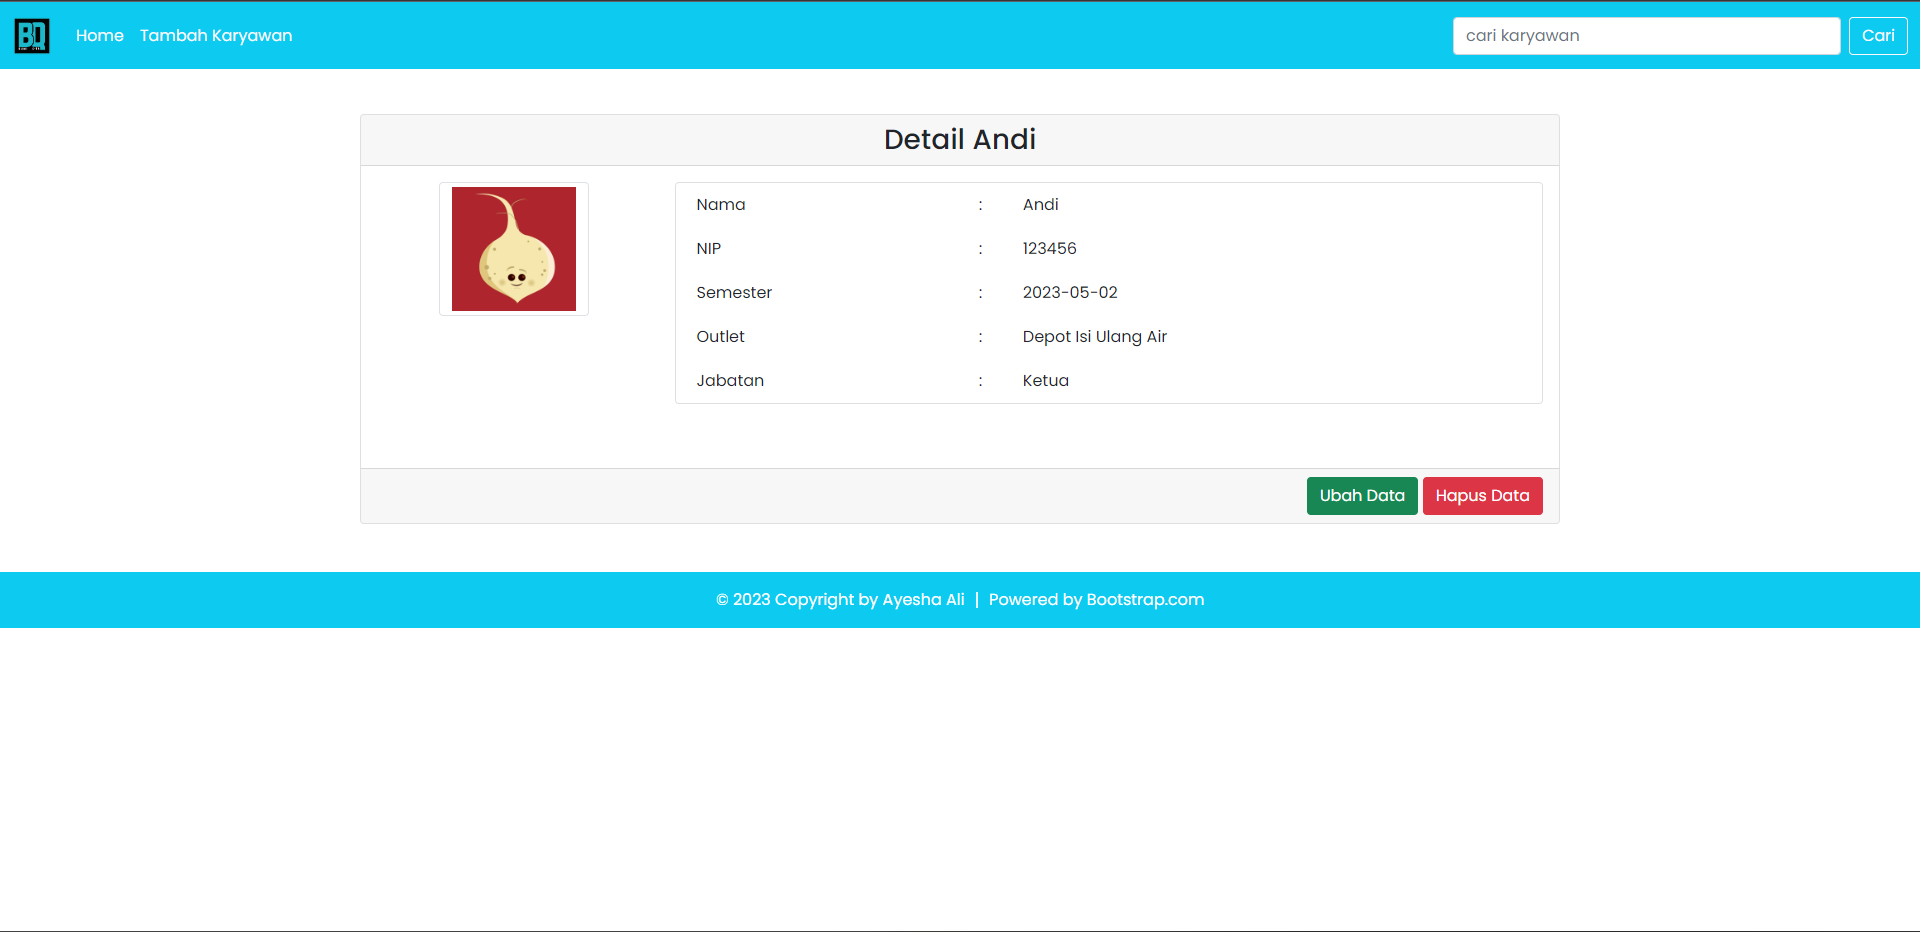 BQ
Home Tambah Karyawan cari karyawan Cari
Detail Andi
Nama : Andi
NIP : 123456
Semester : 2023-05-02
Outlet : Depot Isi Ulang Air
Jabatan : Ketua
Ubah Data Hapus Data
© 2023 Copyright by Ayesha Ali | Powered by Bootstrap.com